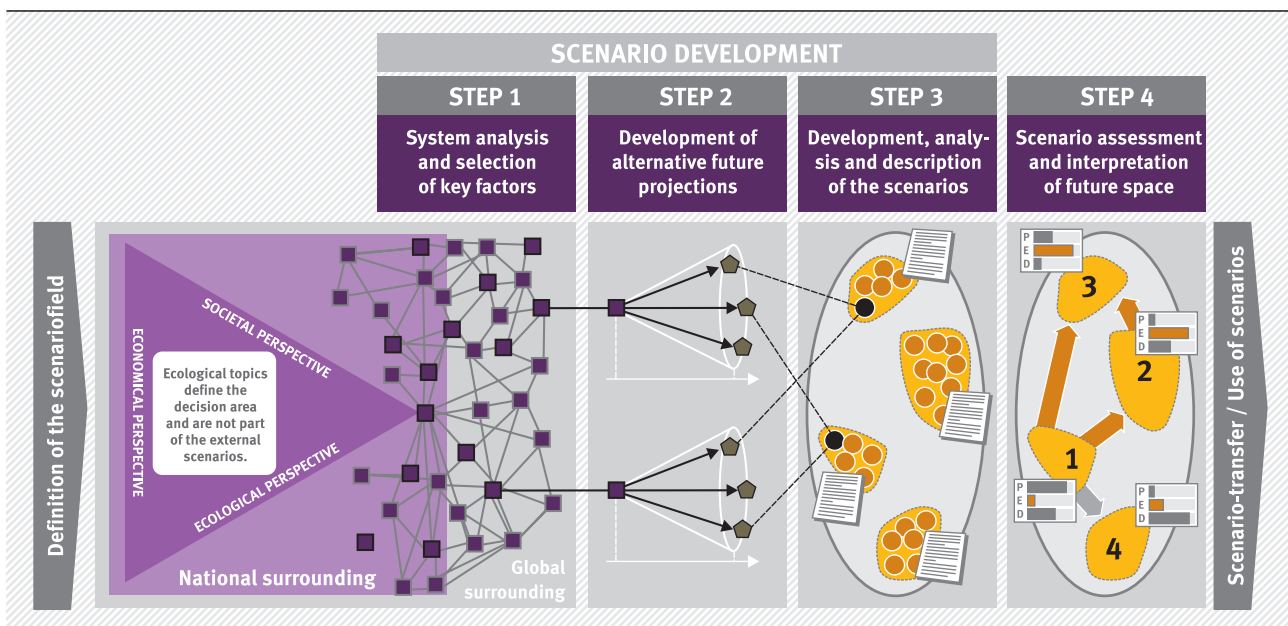 SCENARIO DEVELOPMENT
STEP 1
System analysis
and selection
of key factors
STEP 2
Development of
alternative future
projections
STEP 3
Development, analy-
sis and description
of the scenarios
STEP 4
Scenario assessment
and interpretation
of future space
Definition of the scenariofield
ECONOMICAL PERSPECTIVE
SOCIETAL PERSPECTIVE
Ecological topics
define the
decision area
and are not part
of the external
scenarios.
ECOLOGICAL PERSPECTIVE
National surrounding
Global
surrounding
P
E
D
3
P
E
D
2
1
P
E
D
P
E
D
4
Scenario-transfer / Use of scenarios